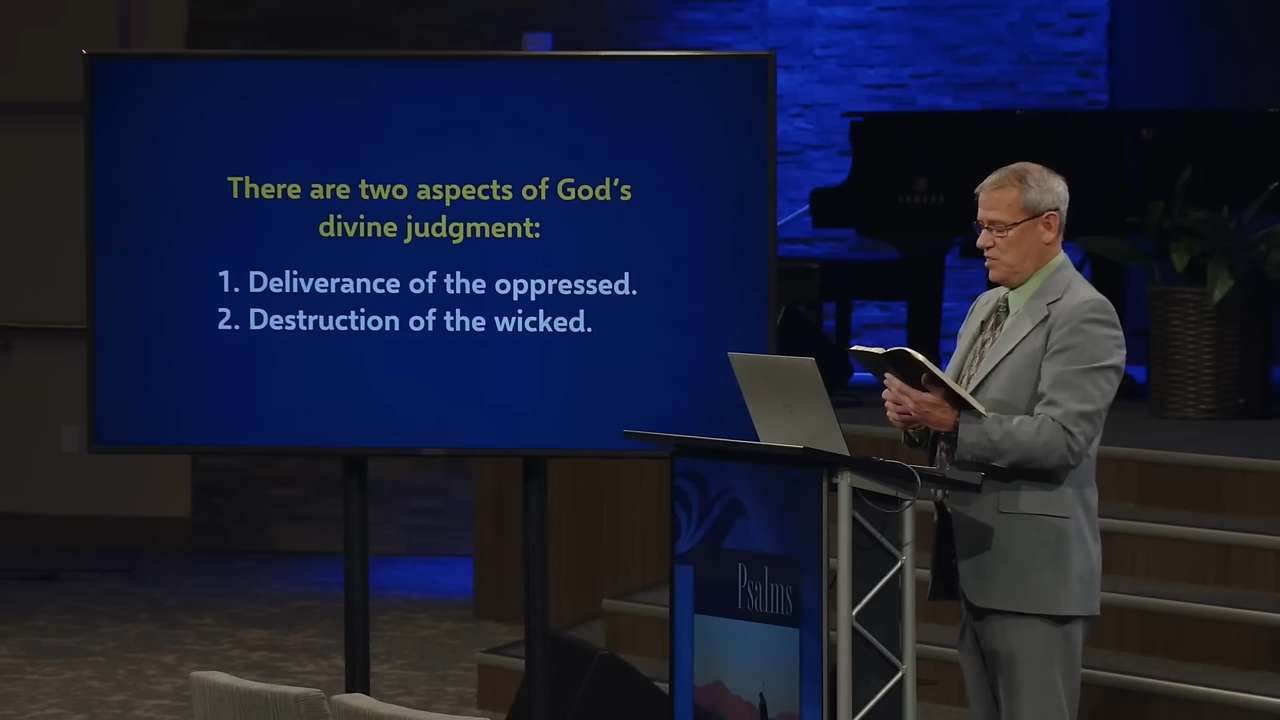 There are two aspects of God's
divine judgment:
1. Deliverance of the oppressed.
2. Destruction of the wicked.
Psalms